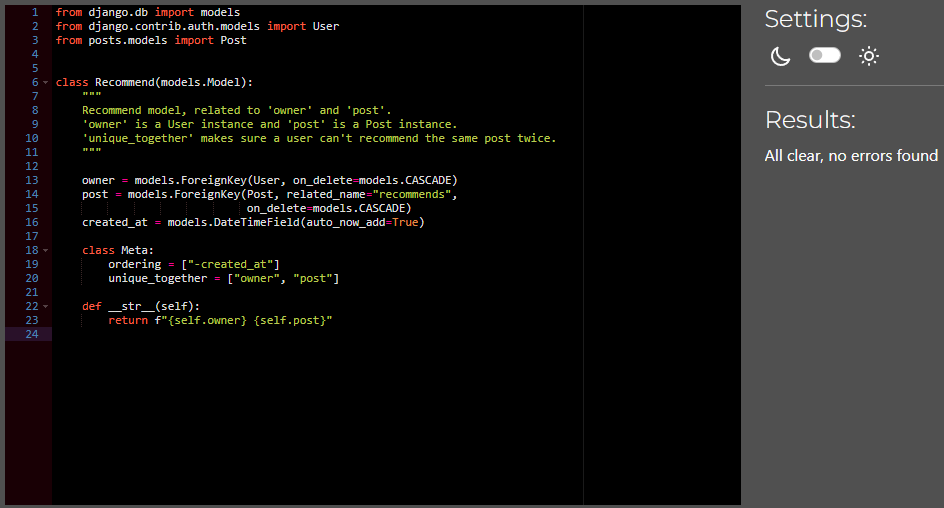 1 from django.db import models
2 from django.contrib.auth.models import User
3 from posts.models import Post
4
5
6 class Recommend(models.Model):
7     """
8     Recommend model, related to 'owner' and 'post'.
9     'owner' is a User instance and 'post' is a Post instance.
10     'unique_together' makes sure a user can't recommend the same post twice.
11     """
12
13     owner = models.ForeignKey(User, on_delete=models.CASCADE)
14     post = models.ForeignKey(Post, related_name="recommends",
15                              on_delete=models.CASCADE)
16     created_at = models.DateTimeField(auto_now_add=True)
17
18     class Meta:
19         ordering = ["-created_at"]
20         unique_together = ["owner", "post"]
21
22     def __str__(self):
23         return f"{self.owner} {self.post}"
24
Settings:
Results:
All clear, no errors found